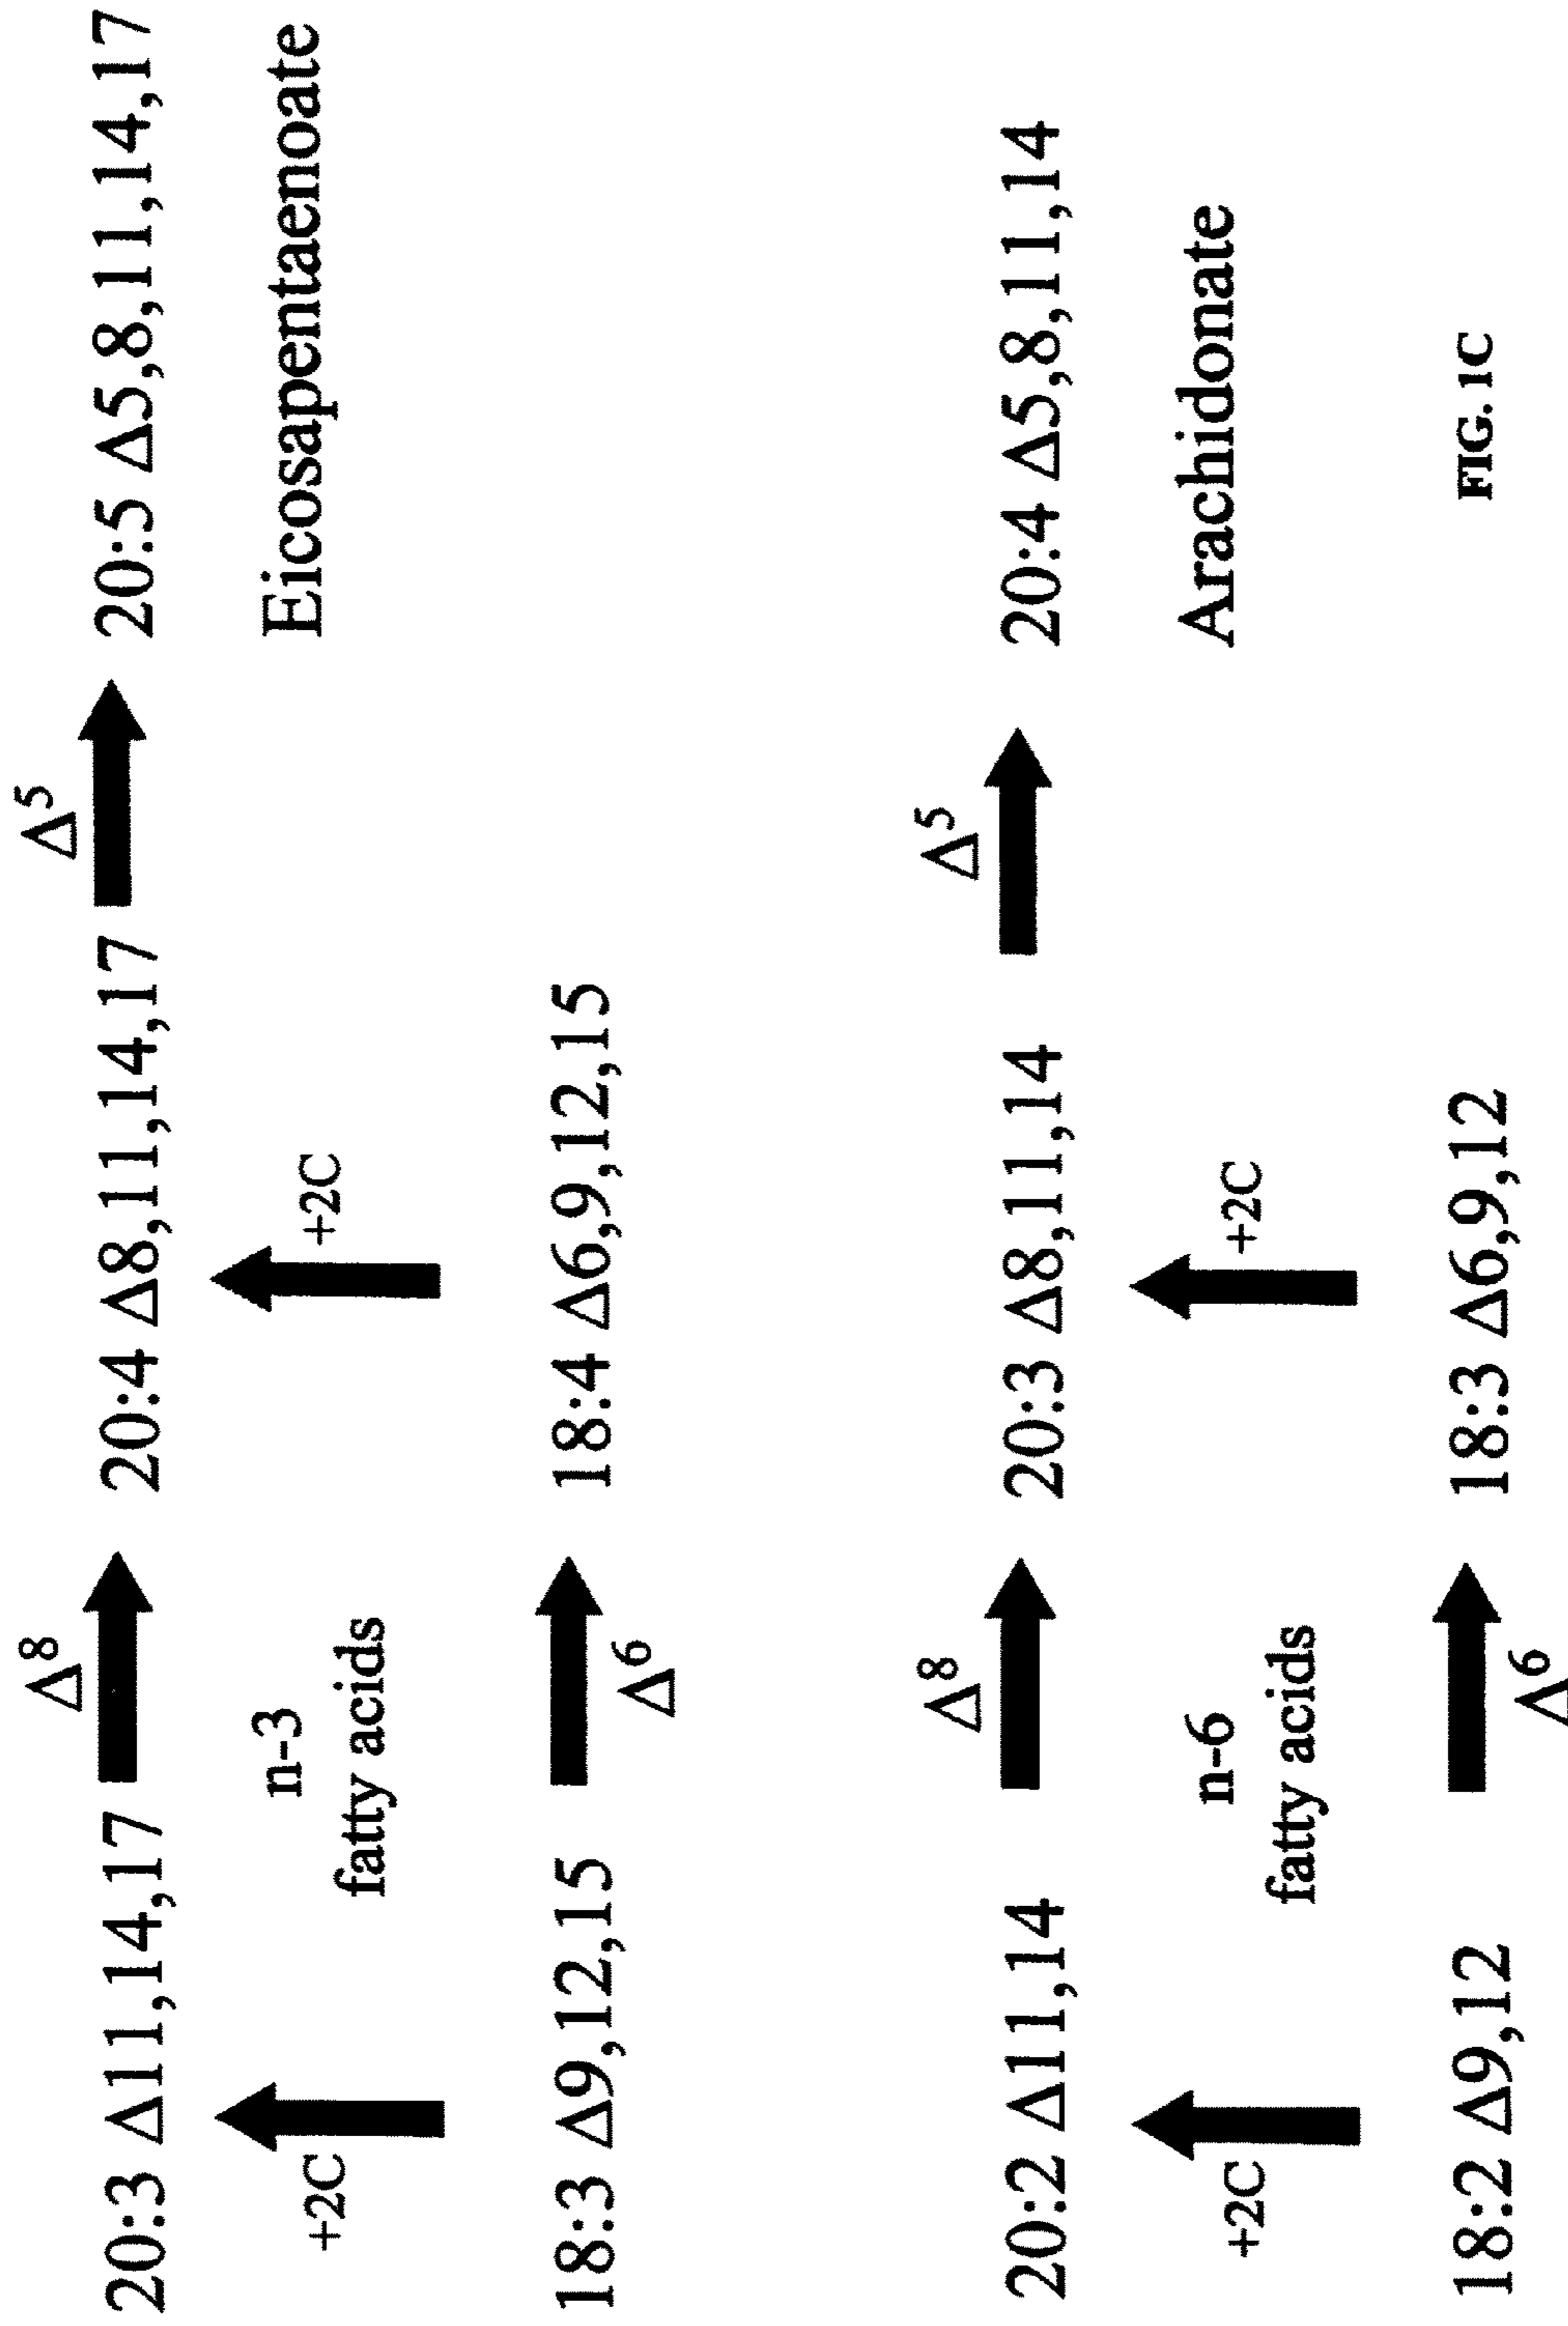 Δ8
Δ5
20:3 Δ11,14,17
20:4 Δ8,11,14,17
20:5 Δ5,8,11,14,17
+2C
n-3
fatty acids
+2C
Eicosapentaenoate
18:3 Δ9,12,15
18:4 Δ6,9,12,15
Δ6
Δ8
Δ5
20:2 Δ11,14
20:3 Δ8,11,14
20:4 Δ5,8,11,14
+2C
n-6
fatty acids
+2C
Arachidonate
18:2 Δ9,12
18:3 Δ6,9,12
Δ6
FIG. 1C